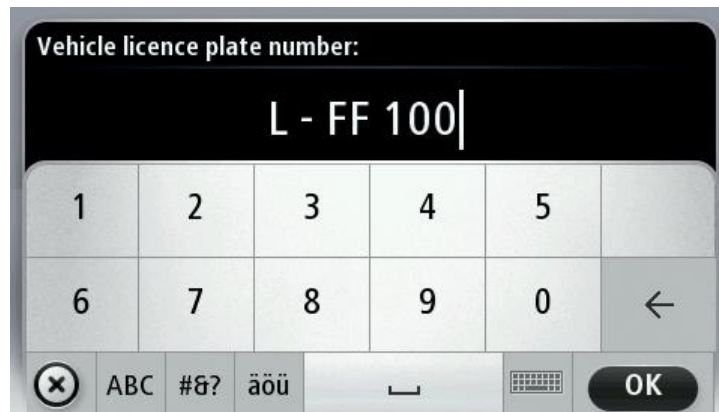 Vehicle licence plate number:
L - FF 100
1 2 3 4 5
6 7 8 9 0 ←
ABC #&? äöü OK